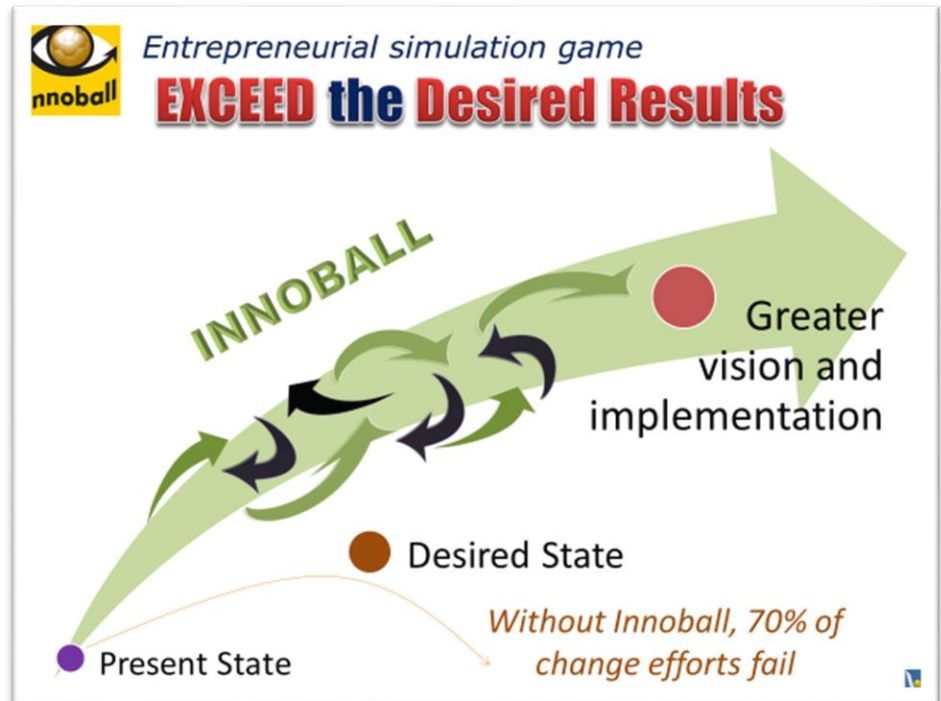 nnoball
Entrepreneurial simulation game
EXCEED the Desired Results
INNOBALL
Greater
vision and
implementation
Desired State
Without Innoball, 70% of
change efforts fail
Present State